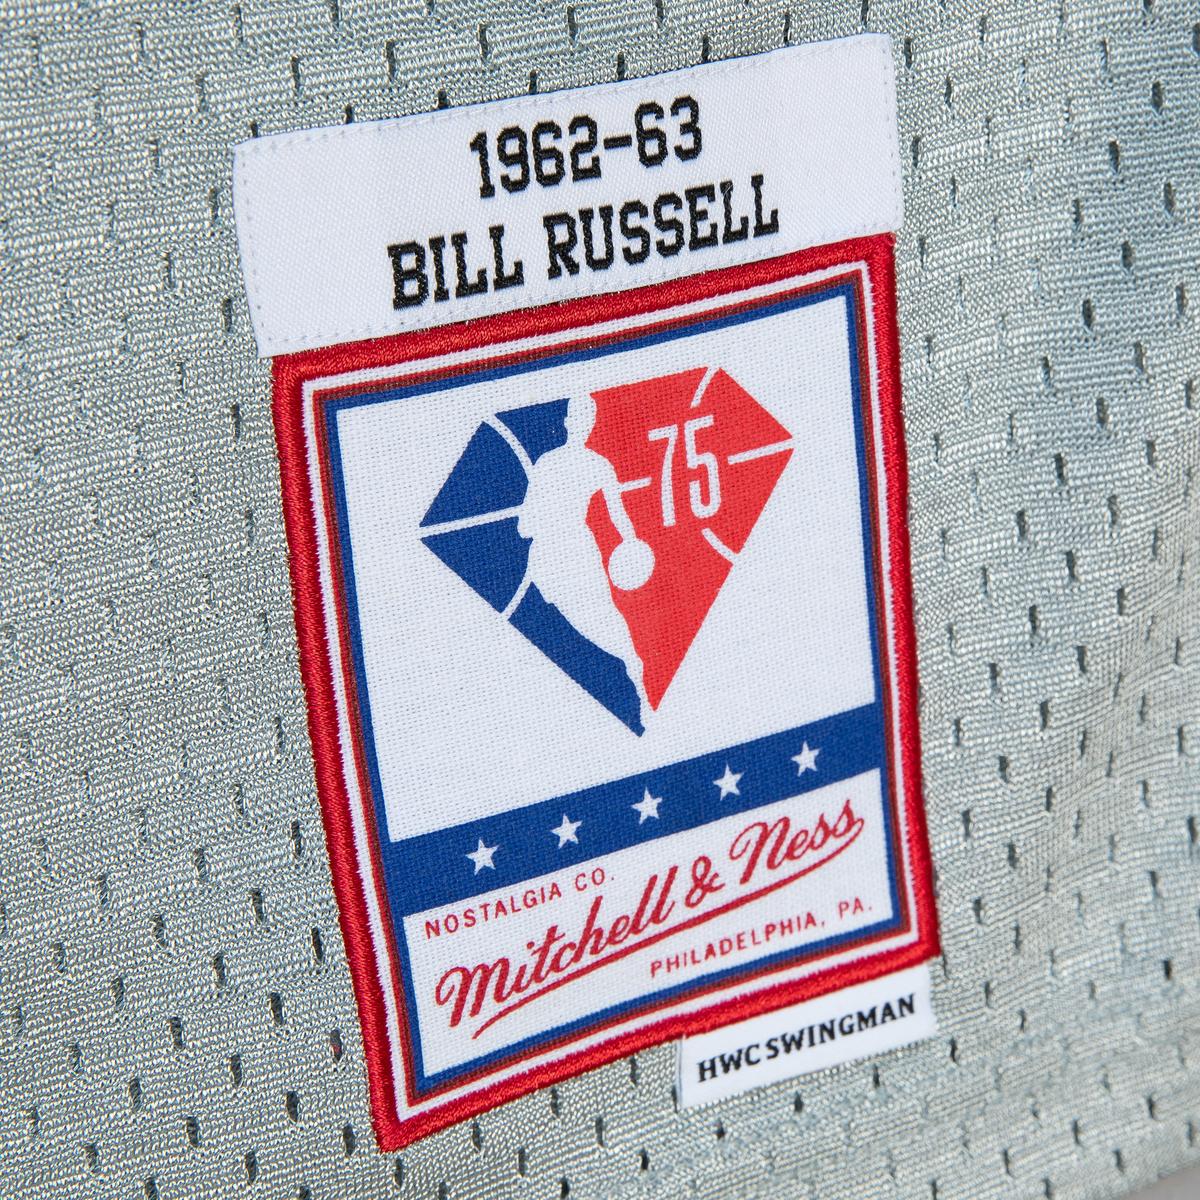 1962-63
BILL RUSSELL
75
NOSTALGIA CO.
Mitchell & Ness
PHILADELPHIA, PA.
HWC SWINGMAN